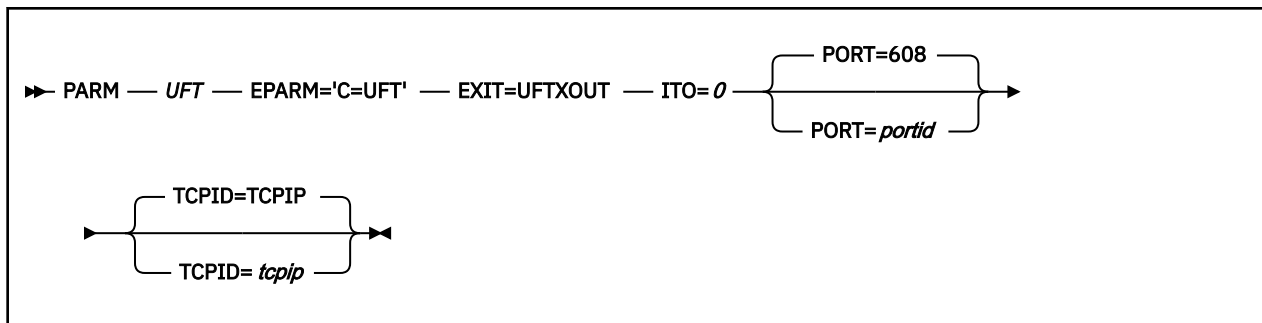 PORT=608
PARM UFT EPARM='C=UFT' EXIT=UFTXOUT ITO=0
PORT=portid
TCPID=TCPIP
TCPID=tcpip